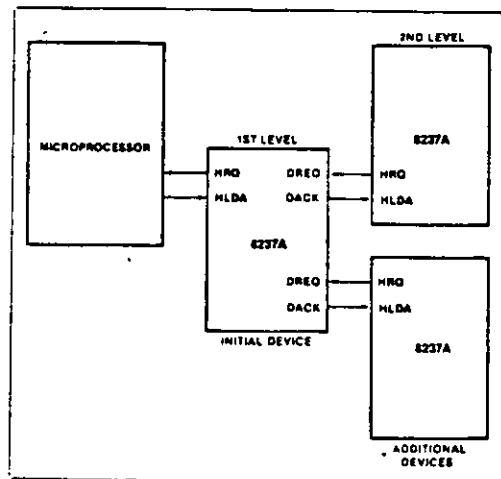 2ND LEVEL
MICROPROCESSOR
1ST LEVEL
8237A
HRQ
DREQ
HRQ
HLDA
DACK
HLDA
8237A
DREQ
HRQ
DACK
HLDA
8237A
INITIAL DEVICE
ADDITIONAL
DEVICES